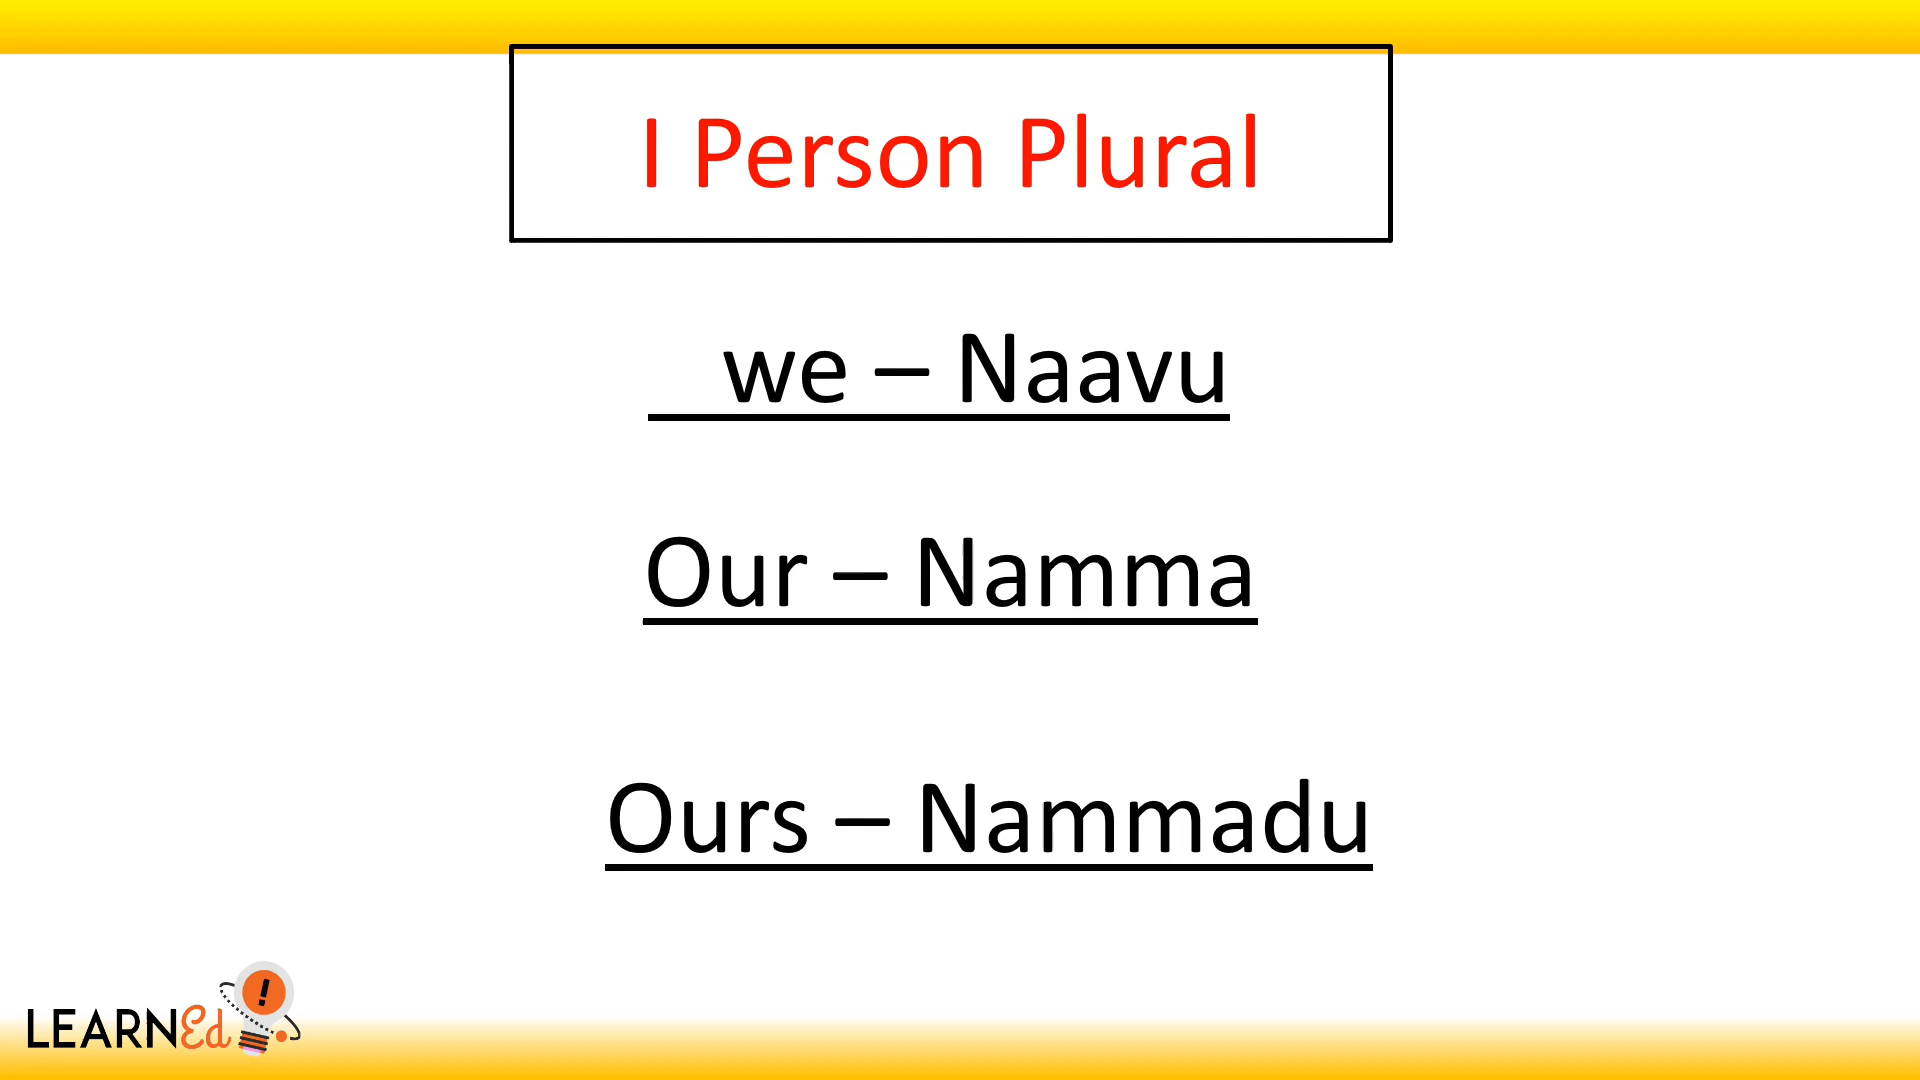 I Person Plural
we – Naavu
Our – Namma
Ours – Nammadu
LEARNEd